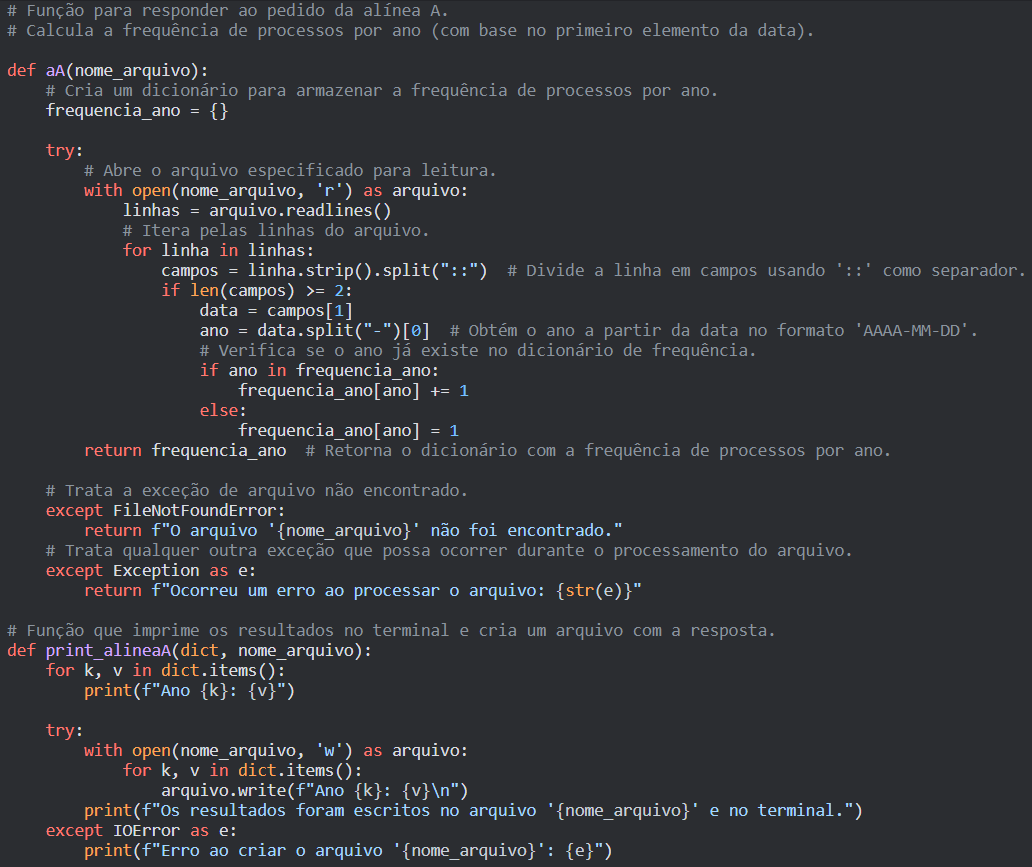 # Função para responder ao pedido da alínea A.
# Calcula a frequência de processos por ano (com base no primeiro elemento da data).

def aA(nome_arquivo):
    # Cria um dicionário para armazenar a frequência de processos por ano.
    frequencia_ano = {}

    try:
        # Abre o arquivo especificado para leitura.
        with open(nome_arquivo, 'r') as arquivo:
            linhas = arquivo.readlines()
            # Itera pelas linhas do arquivo.
            for linha in linhas:
                campos = linha.strip().split("::")  # Divide a linha em campos usando '::' como separador.
                if len(campos) >= 2:
                    data = campos[1]
                    ano = data.split("-")[0]  # Obtém o ano a partir da data no formato 'AAAA-MM-DD'.
                    # Verifica se o ano já existe no dicionário de frequência.
                    if ano in frequencia_ano:
                        frequencia_ano[ano] += 1
                    else:
                        frequencia_ano[ano] = 1
        return frequencia_ano  # Retorna o dicionário com a frequência de processos por ano.

    # Trata a exceção de arquivo não encontrado.
    except FileNotFoundError:
        return f"O arquivo '{nome_arquivo}' não foi encontrado."
    # Trata qualquer outra exceção que possa ocorrer durante o processamento do arquivo.
    except Exception as e:
        return f"Ocorreu um erro ao processar o arquivo: {str(e)}"

# Função que imprime os resultados no terminal e cria um arquivo com a resposta.
def print_alineaA(dict, nome_arquivo):
    for k, v in dict.items():
        print(f"Ano {k}: {v}")

    try:
        with open(nome_arquivo, 'w') as arquivo:
            for k, v in dict.items():
                arquivo.write(f"Ano {k}: {v}\n")
        print(f"Os resultados foram escritos no arquivo '{nome_arquivo}' e no terminal.")
    except IOError as e:
        print(f"Erro ao criar o arquivo '{nome_arquivo}': {e}")